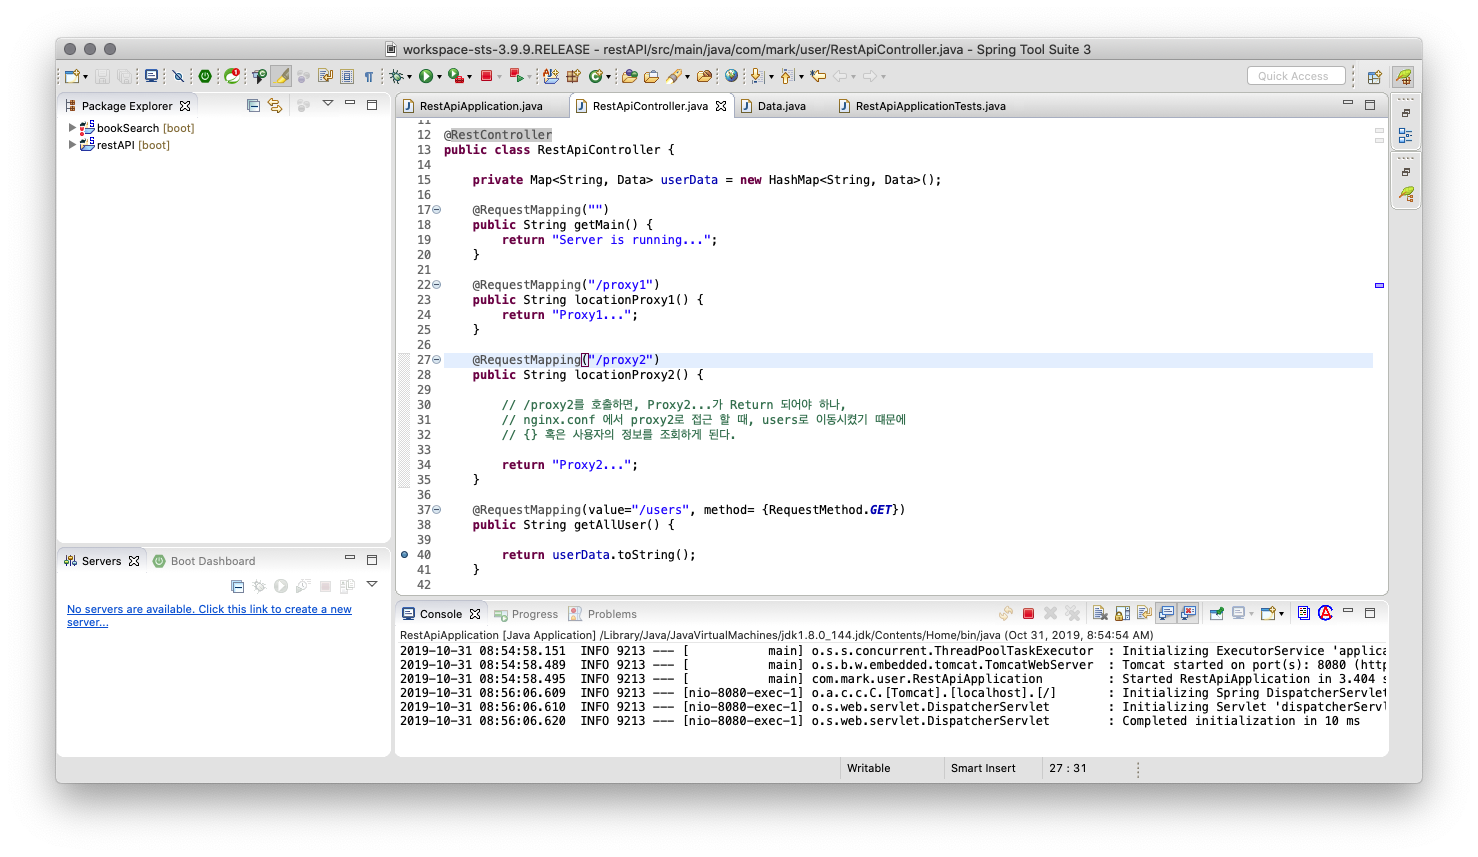 workspace-sts-3.9.9.RELEASE - restAPI/src/main/java/com/mark/user/RestApiController.java - Spring Tool Suite 3
Quick Access
Package Explorer
bookSearch [boot]
restAPI [boot]
RestApiApplication.java
RestApiController.java
Data.java
RestApiApplicationTests.java
11
12 @RestController
13 public class RestApiController {
14
15 private Map<String, Data> userData = new HashMap<String, Data>();
16
17 @RequestMapping("")
18 public String getMain() {
19 return "Server is running...";
20 }
21
22 @RequestMapping("/proxy1")
23 public String locationProxy1() {
24 return "Proxy1...";
25 }
26
27 @RequestMapping("/proxy2")
28 public String locationProxy2() {
29
30 // /proxy2를 호출하면, Proxy2...가 Return 되어야 하나,
31 // nginx.conf 에서 proxy2로 접근 할 때, users로 이동시켰기 때문에
32 // {} 혹은 사용자의 정보를 조회하게 된다.
33
34 return "Proxy2...";
35 }
36
37 @RequestMapping(value="/users", method= {RequestMethod.GET})
38 public String getAllUser() {
39
40 return userData.toString();
41 }
42
Servers
Boot Dashboard
No servers are available. Click this link to create a new
server...
Console
Progress
Problems
RestApiApplication [Java Application] /Library/Java/JavaVirtualMachines/jdk1.8.0_144.jdk/Contents/Home/bin/java (Oct 31, 2019, 8:54:54 AM)
2019-10-31 08:54:58.151 INFO 9213 --- [ main] o.s.s.concurrent.ThreadPoolTaskExecutor : Initializing ExecutorService 'applica
2019-10-31 08:54:58.489 INFO 9213 --- [ main] o.s.b.w.embedded.tomcat.TomcatWebServer : Tomcat started on port(s): 8080 (http
2019-10-31 08:54:58.495 INFO 9213 --- [ main] com.mark.user.RestApiApplication : Started RestApiApplication in 3.404 s
2019-10-31 08:56:06.609 INFO 9213 --- [nio-8080-exec-1] o.a.c.c.C.[Tomcat].[localhost].[/] : Initializing Spring DispatcherServlet
2019-10-31 08:56:06.610 INFO 9213 --- [nio-8080-exec-1] o.s.web.servlet.DispatcherServlet : Initializing Servlet 'dispatcherServl
2019-10-31 08:56:06.620 INFO 9213 --- [nio-8080-exec-1] o.s.web.servlet.DispatcherServlet : Completed initialization in 10 ms
Writable
Smart Insert
27 : 31